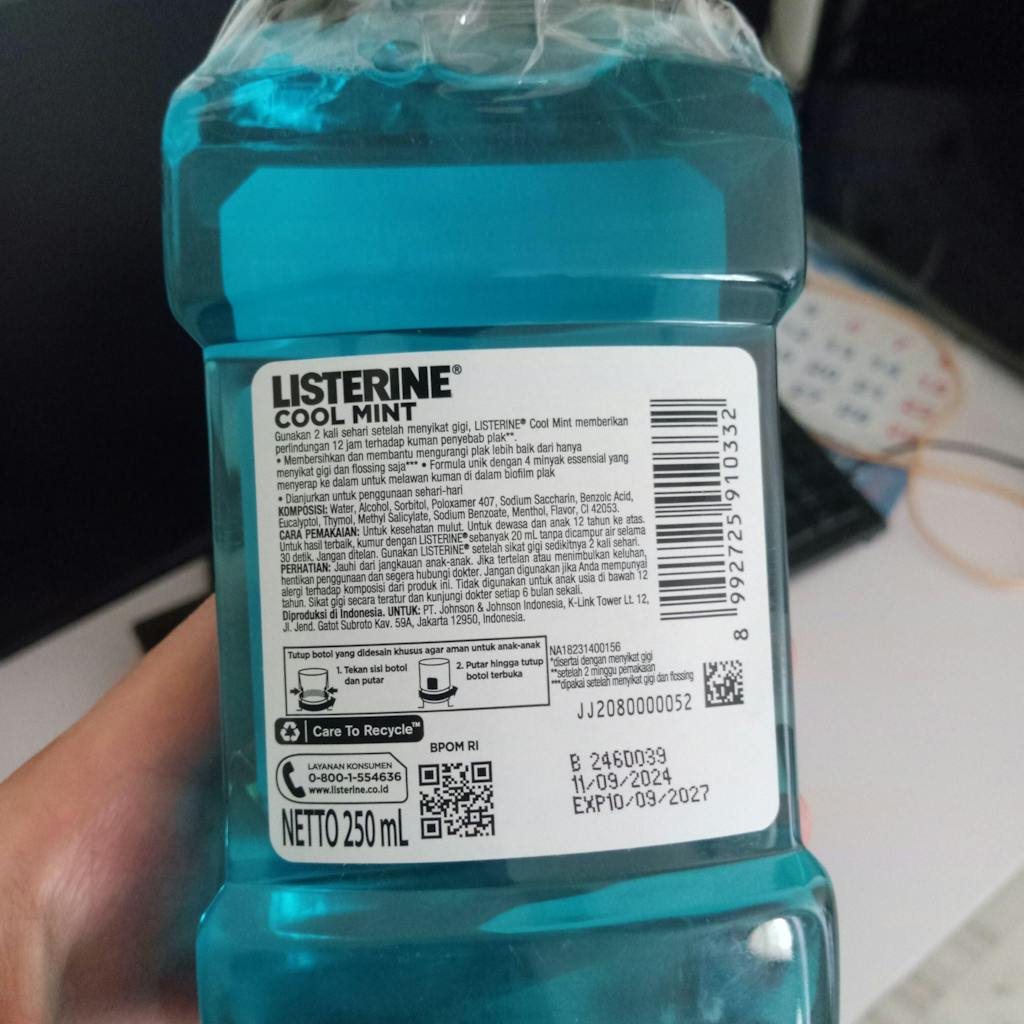 LISTERINE®
COOL MINT
Gunakan 2 kali sehari setelah menyikat gigi, LISTERINE® Cool Mint memberikan
perlindungan 12 jam terhadap kuman penyebab plak**.
• Membersihkan dan membantu mengurangi plak lebih baik dari hanya
menyikat gigi dan flossing saja*** • Formula unik dengan 4 minyak essensial yang
menyerap ke dalam untuk melawan kuman di dalam biofilm plak
• Dianjurkan untuk penggunaan sehari-hari
KOMPOSISI: Water, Alcohol, Sorbitol, Poloxamer 407, Sodium Saccharin, Benzoic Acid,
Eucalyptol, Thymol, Methyl Salicylate, Sodium Benzoate, Menthol, Flavor, CI 42053.
CARA PEMAKAIAN: Untuk kesehatan mulut. Untuk dewasa dan anak 12 tahun ke atas.
Untuk hasil terbaik, kumur dengan LISTERINE® sebanyak 20 mL tanpa dicampur air selama
30 detik. Jangan ditelan. Gunakan LISTERINE® setelah sikat gigi sedikitnya 2 kali sehari.
PERHATIAN: Jauhi dari jangkauan anak-anak. Jika tertelan atau menimbulkan keluhan,
hentikan penggunaan dan segera hubungi dokter. Jangan digunakan jika Anda mempunyai
alergi terhadap komposisi dari produk ini. Tidak digunakan untuk anak usia di bawah 12
tahun. Sikat gigi secara teratur dan kunjungi dokter setiap 6 bulan sekali.
Diproduksi di Indonesia. UNTUK: PT. Johnson & Johnson Indonesia, K-Link Tower Lt. 12,
Jl. Jend. Gatot Subroto Kav. 59A, Jakarta 12950, Indonesia.
8 992725 910332
Tutup botol yang didesain khusus agar aman untuk anak-anak
1. Tekan sisi botol
dan putar
2. Putar hingga tutup
botol terbuka
NA18231400156
*disertai dengan menyikat gigi
**setelah 2 minggu pemakaian
***dipakai setelah menyikat gigi dan flossing
JJ2080000052
Care To Recycle™
LAYANAN KONSUMEN
0-800-1-554636
www.listerine.co.id
BPOM RI
NETTO 250 mL
B 2460039
11/09/2024
EXP10/09/2027